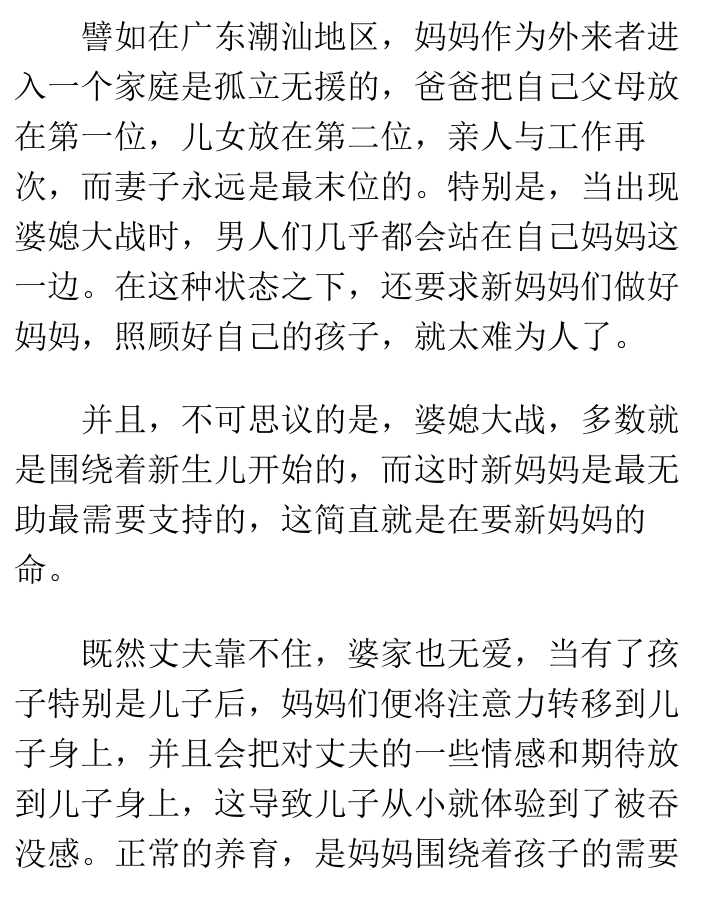 譬如在广东潮汕地区，妈妈作为外来者进
入一个家庭是孤立无援的，爸爸把自己父母放
在第一位，儿女放在第二位，亲人与工作再
次，而妻子永远是最末位的。特别是，当出现
婆媳大战时，男人们几乎都会站在自己妈妈这
一边。在这种状态之下，还要求新妈妈们做好
妈妈，照顾好自己的孩子，就太难为人了。
并且，不可思议的是，婆媳大战，多数就
是围绕着新生儿开始的，而这时新妈妈是最无
助最需要支持的，这简直就是在要新妈妈的
命。
既然丈夫靠不住，婆家也无爱，当有了孩
子特别是儿子后，妈妈们便将注意力转移到儿
子身上，并且会把对丈夫的一些情感和期待放
到儿子身上，这导致儿子从小就体验到了被吞
没感。正常的养育，是妈妈围绕着孩子的需要